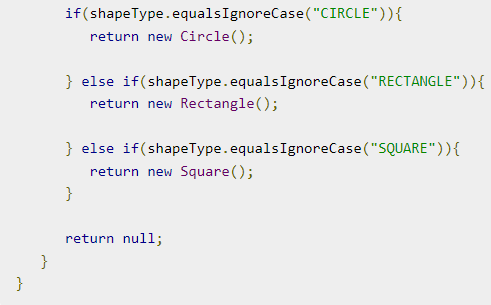 if(shapeType.equalsIgnoreCase("CIRCLE")){
return new Circle();
} else if(shapeType.equalsIgnoreCase("RECTANGLE")){
return new Rectangle();
} else if(shapeType.equalsIgnoreCase("SQUARE")){
return new Square();
}
return null;
}
}